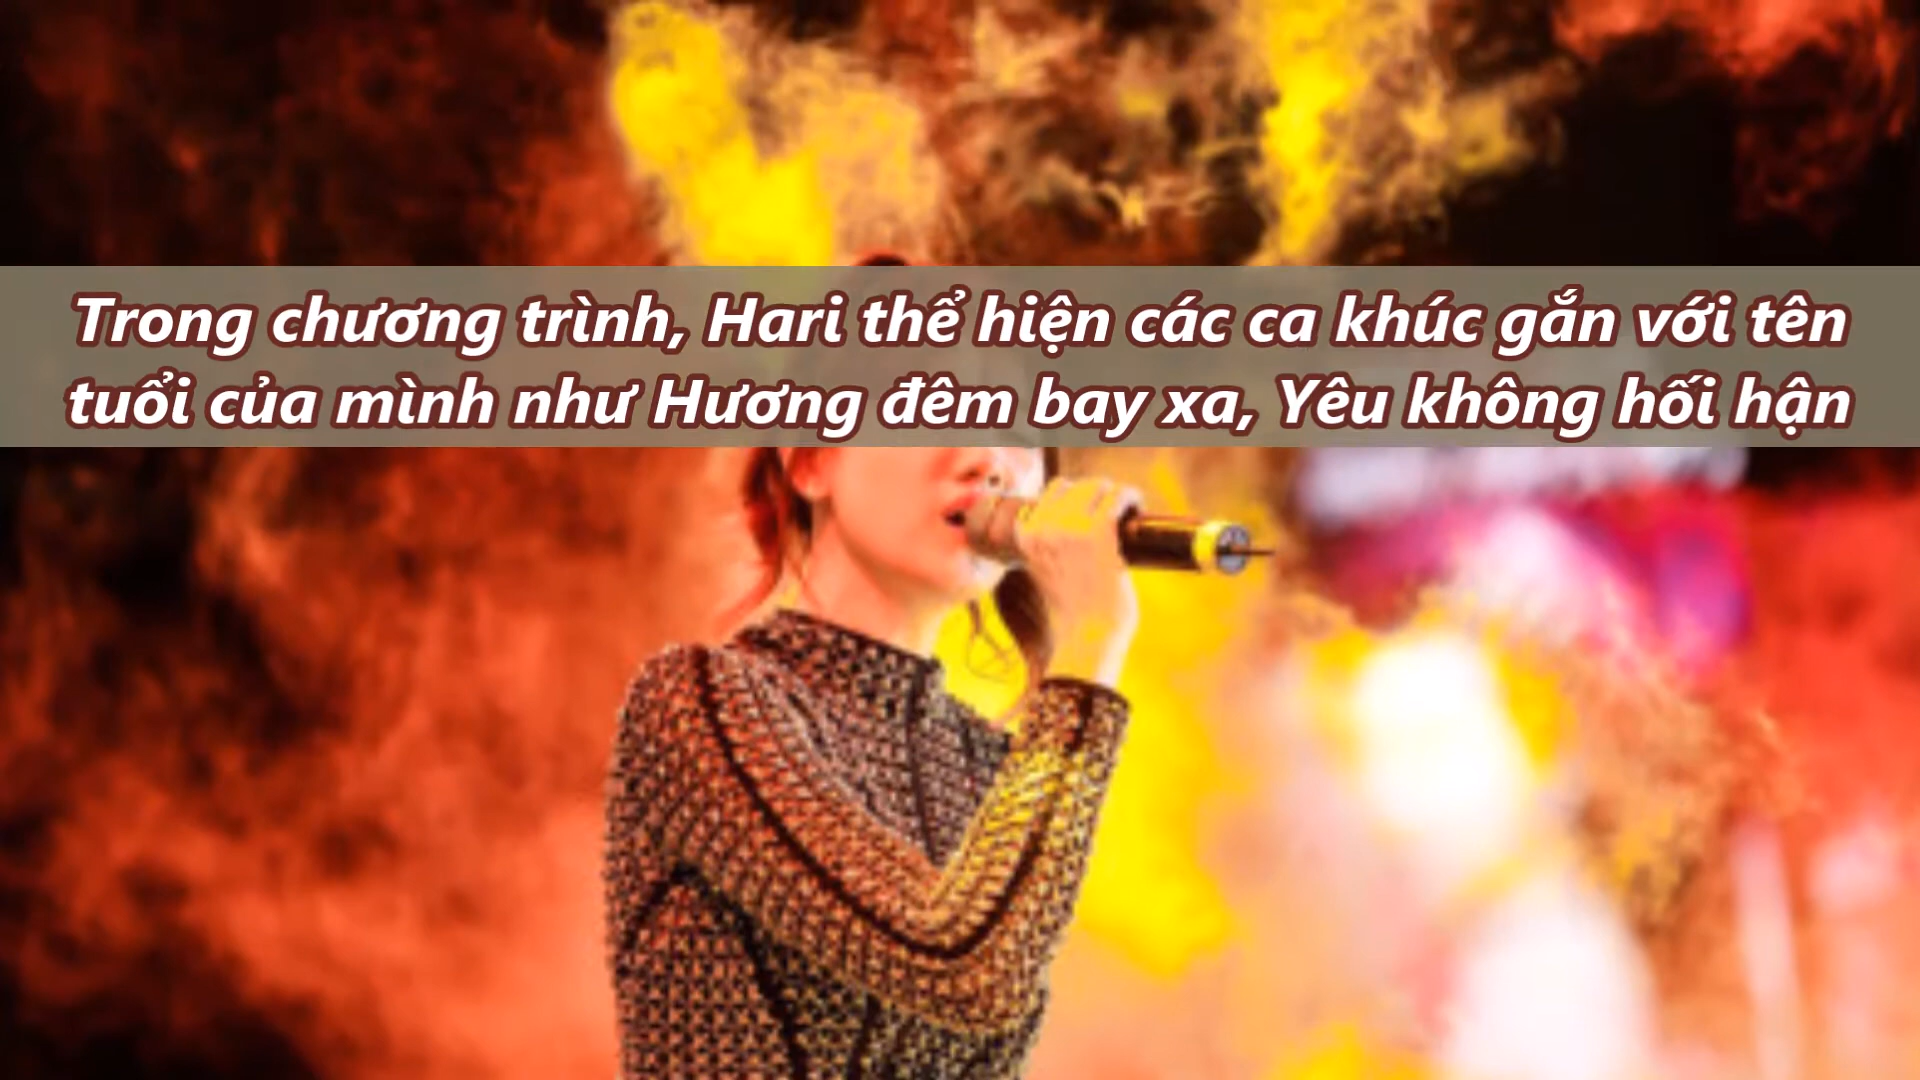 Trong chương trình, Hari thể hiện các ca khúc gắn với tên
tuổi của mình như Hương đêm bay xa, Yêu không hối hận